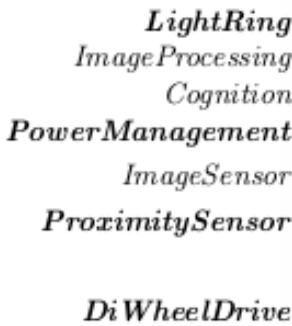 LightRing
ImageProcessing
Cognition
PowerManagement
ImageSensor
ProximitySensor
DiWheelDrive